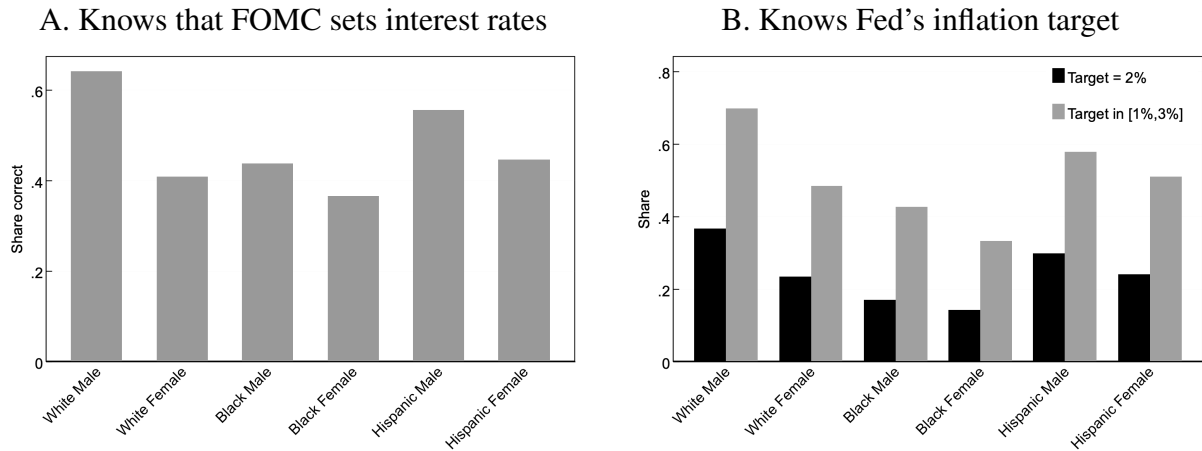 A. Knows that FOMC sets interest rates
Share correct
.6
.4
.2
0
White Male
White Female
Black Male
Black Female
Hispanic Male
Hispanic Female
B. Knows Fed's inflation target
Share
.8
.6
.4
.2
0
Target = 2%
Target in [1%,3%]
White Male
White Female
Black Male
Black Female
Hispanic Male
Hispanic Female